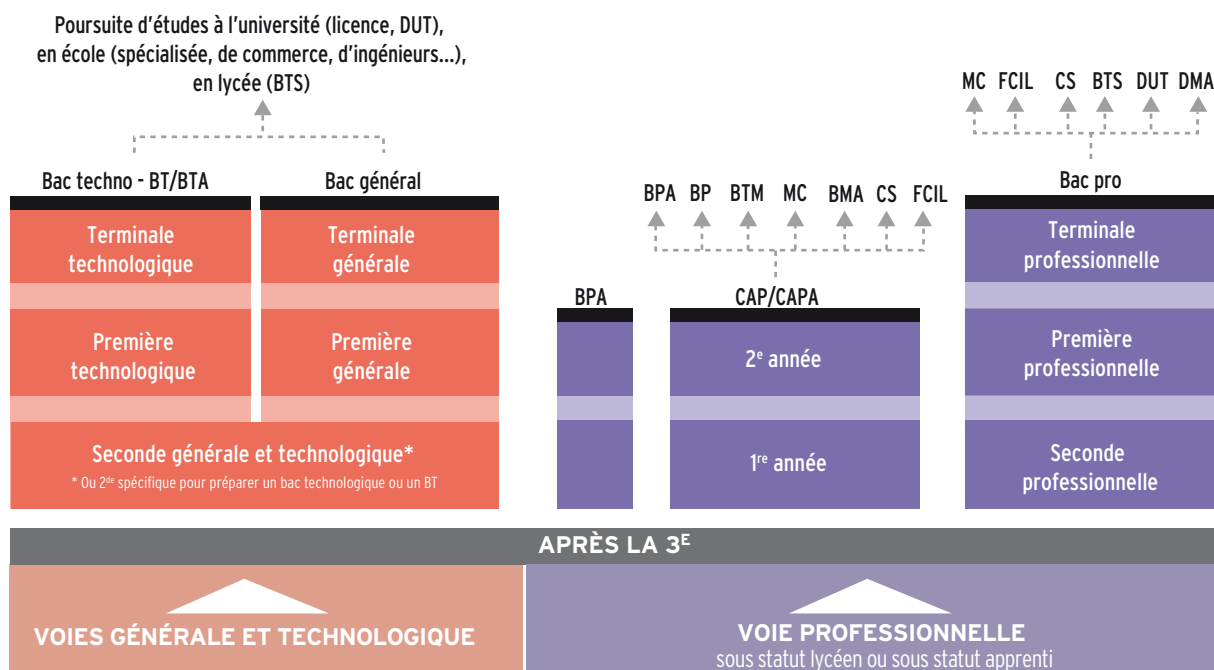 Poursuite d'études à l'université (licence, DUT),
en école (spécialisée, de commerce, d'ingénieurs...),
en lycée (BTS)
MC FCIL CS BTS DUT DMA
Bac techno - BT/BTA
Bac général
Bac pro
BPA BP BTM MC BMA CS FCIL
Terminale
technologique
Terminale
générale
Terminale
professionnelle
BPA
CAP/CAPA
Première
technologique
Première
générale
2e année
Première
professionnelle
Seconde générale et technologique*
* Ou 2de spécifique pour préparer un bac technologique ou un BT
1re année
Seconde
professionnelle
APRÈS LA 3E
VOIES GÉNÉRALE ET TECHNOLOGIQUE
VOIE PROFESSIONNELLE
sous statut lycéen ou sous statut apprenti